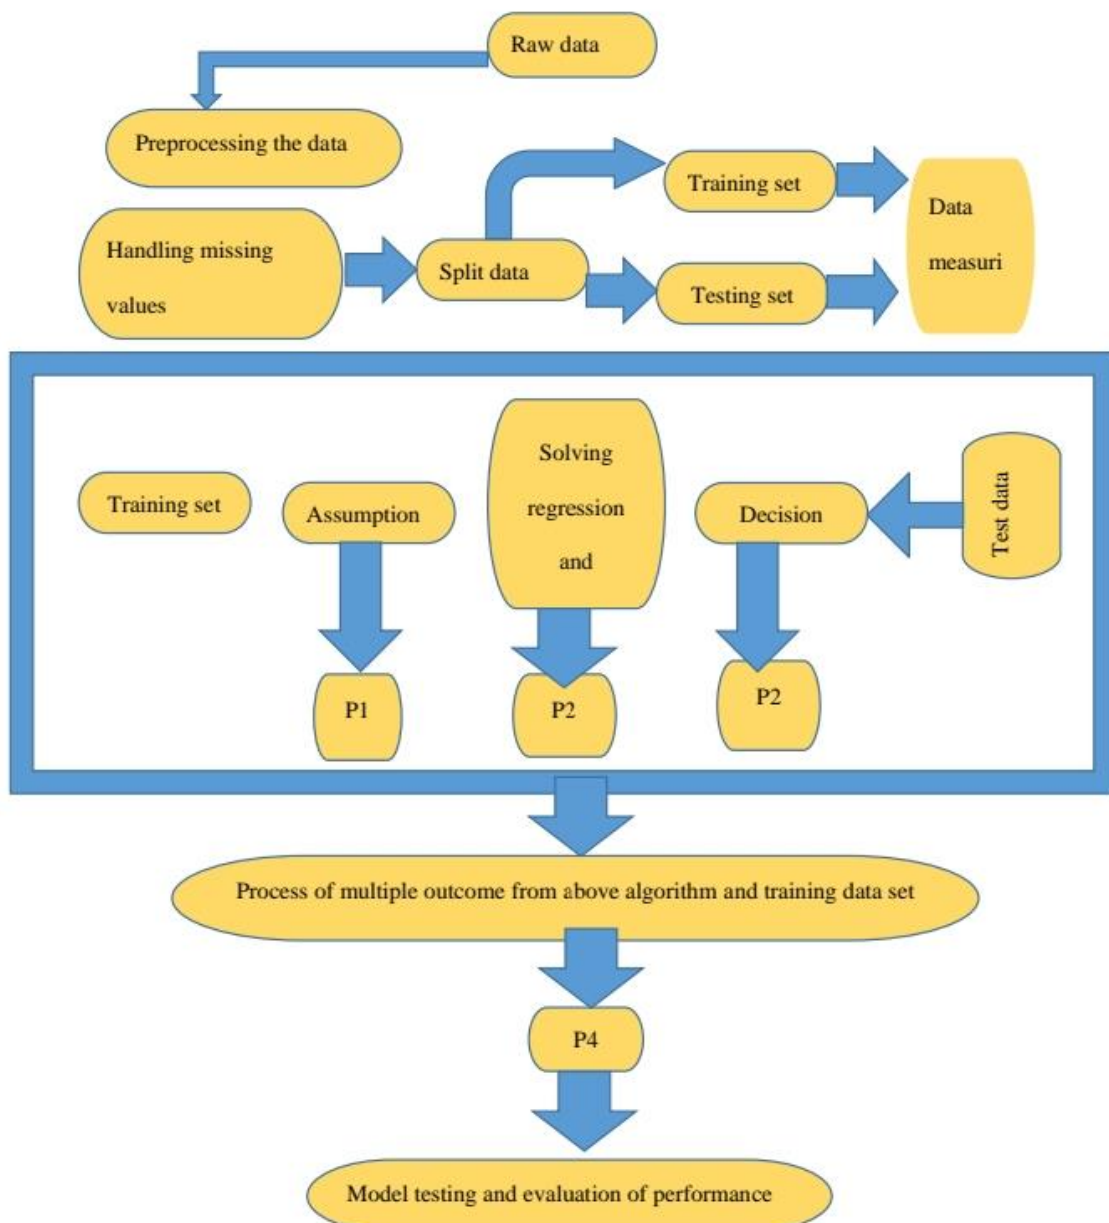 Raw data
Preprocessing the data
Training set
Data
measuri
Handling missing
values
Split data
Testing set
Training set
Assumption
Solving
regression
and
Decision
Test data
P1
P2
P2
Process of multiple outcome from above algorithm and training data set
P4
Model testing and evaluation of performance